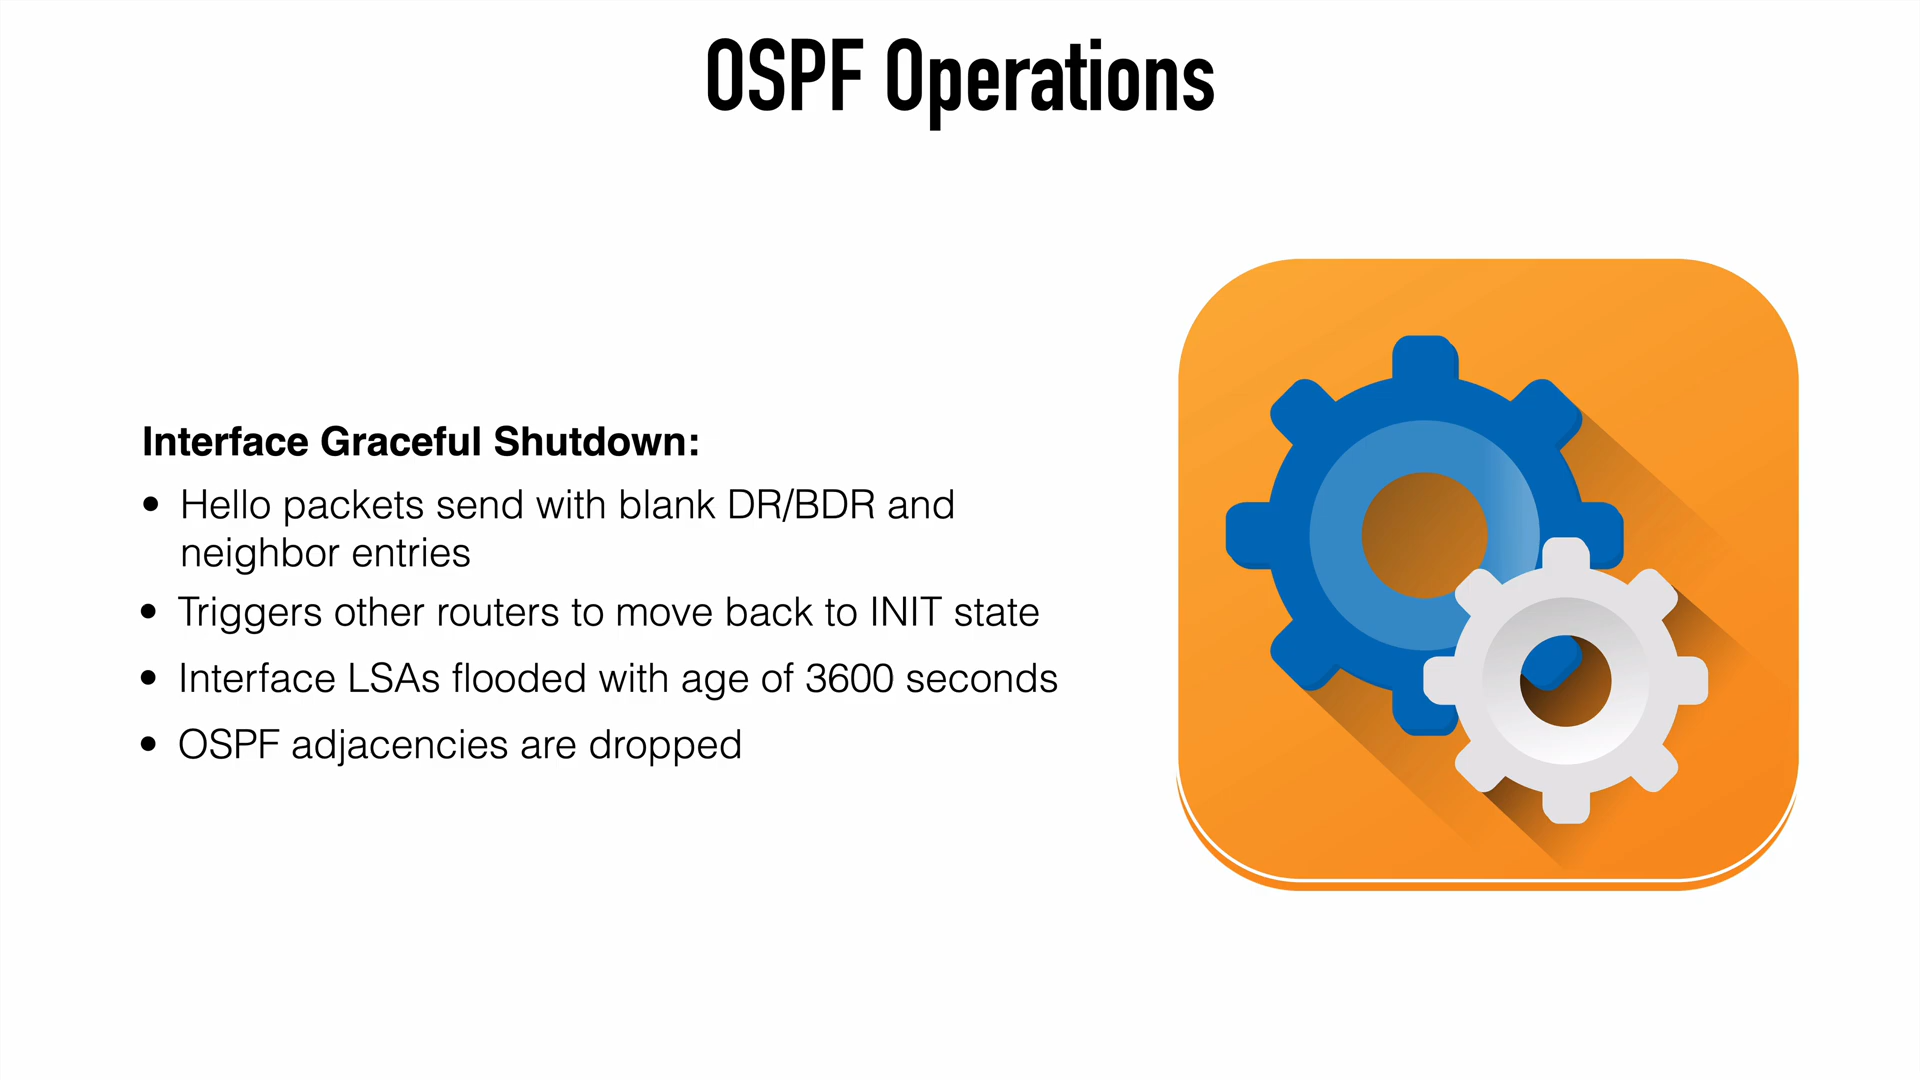 OSPF Operations
Interface Graceful Shutdown:
• Hello packets send with blank DR/BDR and
neighbor entries
• Triggers other routers to move back to INIT state
• Interface LSAs flooded with age of 3600 seconds
• OSPF adjacencies are dropped